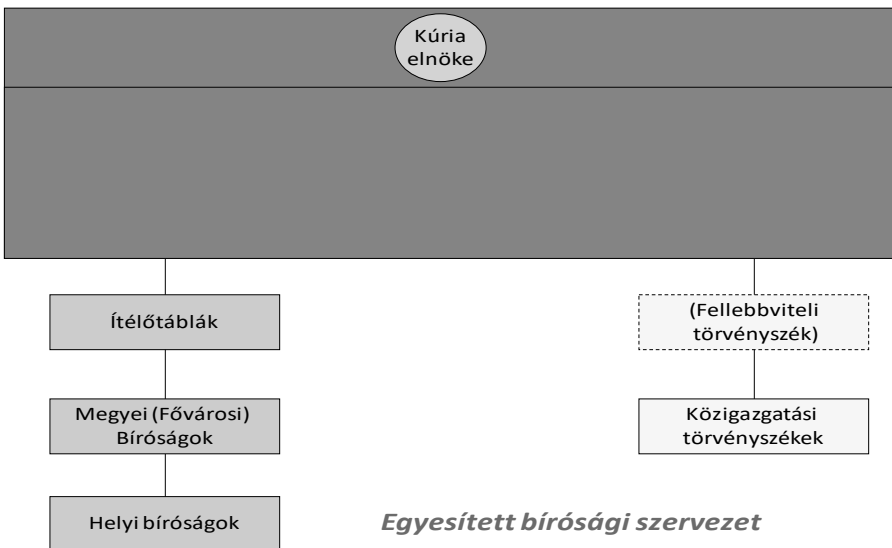 Kúria
elnöke
Ítélőtáblák
(Fellebbviteli
törvényszék)
Megyei (Fővárosi)
Bíróságok
Közigazgatási
törvényszékek
Helyi bíróságok
Egyesített bírósági szervezet